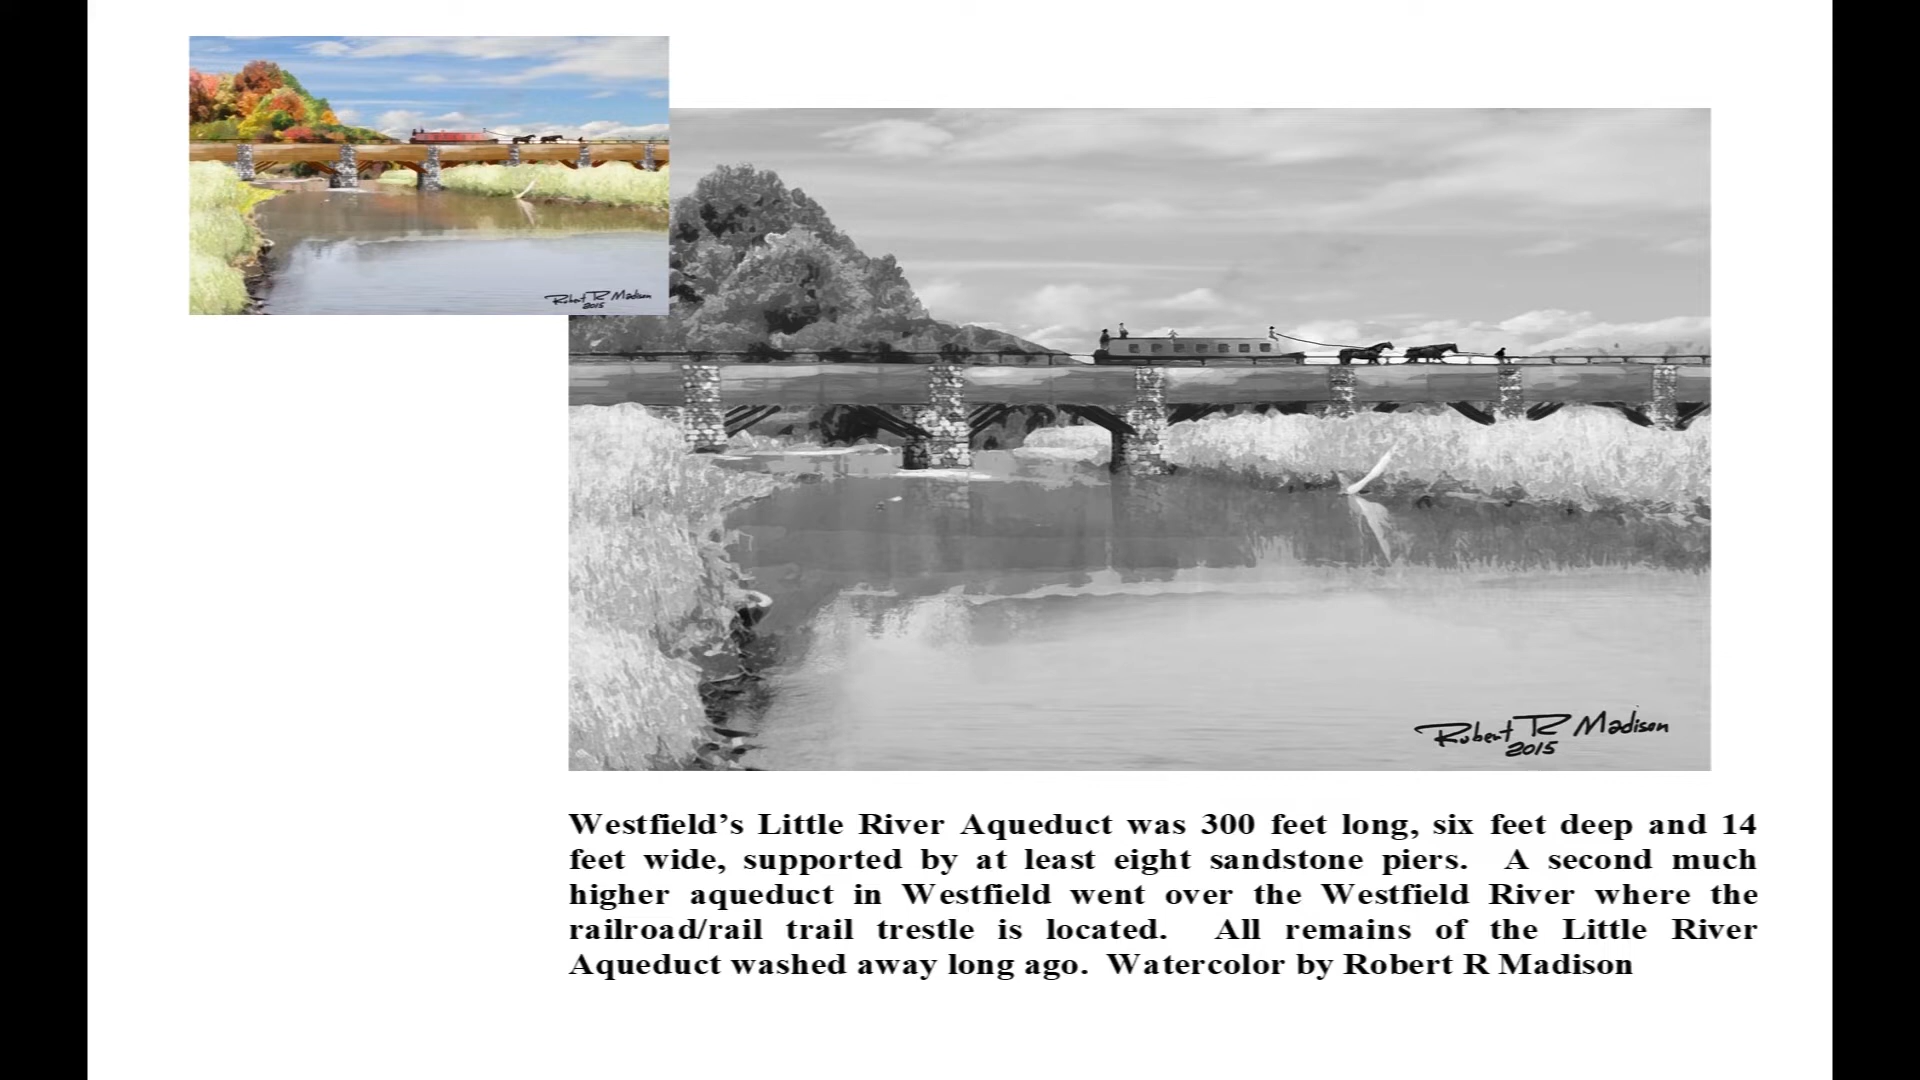 Robert R Madison
2015
Robert R Madison
2015
Westfield’s Little River Aqueduct was 300 feet long, six feet deep and 14
feet wide, supported by at least eight sandstone piers. A second much
higher aqueduct in Westfield went over the Westfield River where the
railroad/rail trail trestle is located. All remains of the Little River
Aqueduct washed away long ago. Watercolor by Robert R Madison